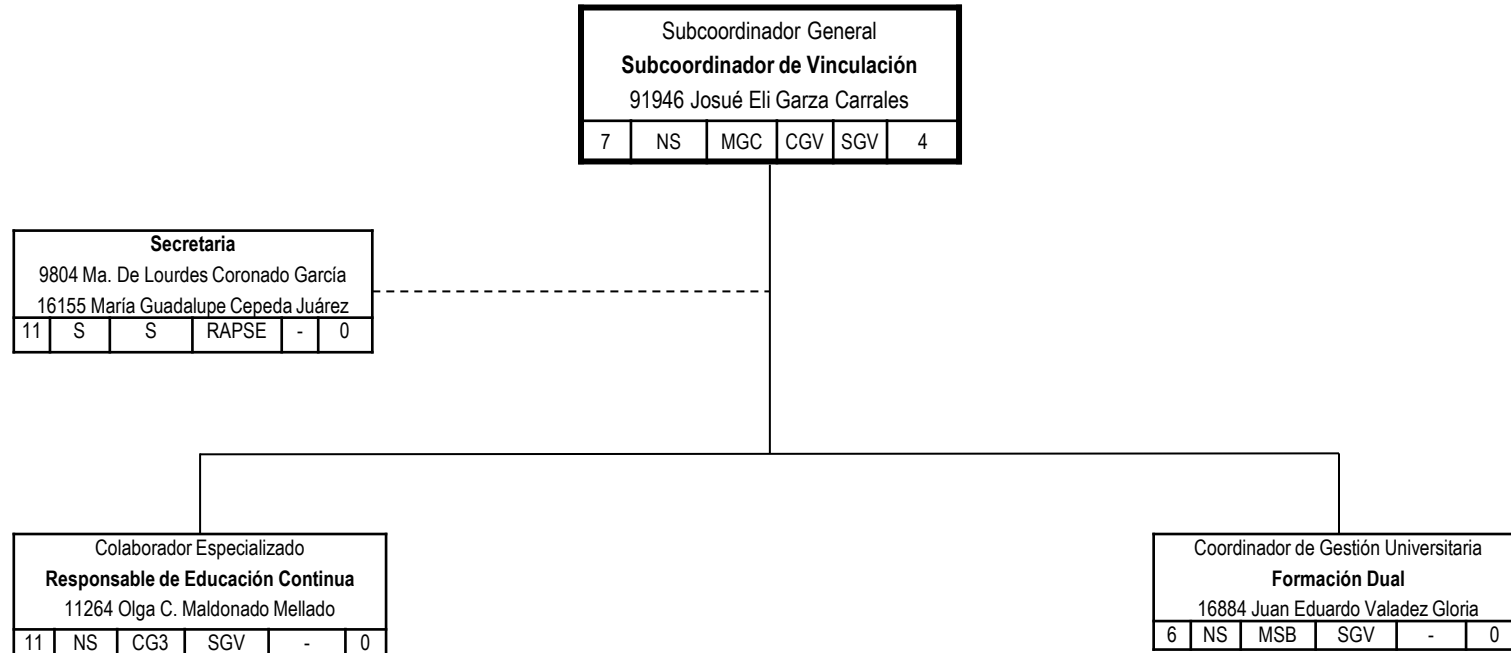 Subcoordinador General
Subcoordinador de Vinculación
91946 Josué Eli Garza Carrales
7 NS MGC CGV SGV 4
Secretaria
9804 Ma. De Lourdes Coronado García
16155 María Guadalupe Cepeda Juárez
11 S S RAPSE - 0
Colaborador Especializado
Responsable de Educación Continua
11264 Olga C. Maldonado Mellado
11 NS CG3 SGV - 0
Coordinador de Gestión Universitaria
Formación Dual
16884 Juan Eduardo Valadez Gloria
6 NS MSB SGV - 0